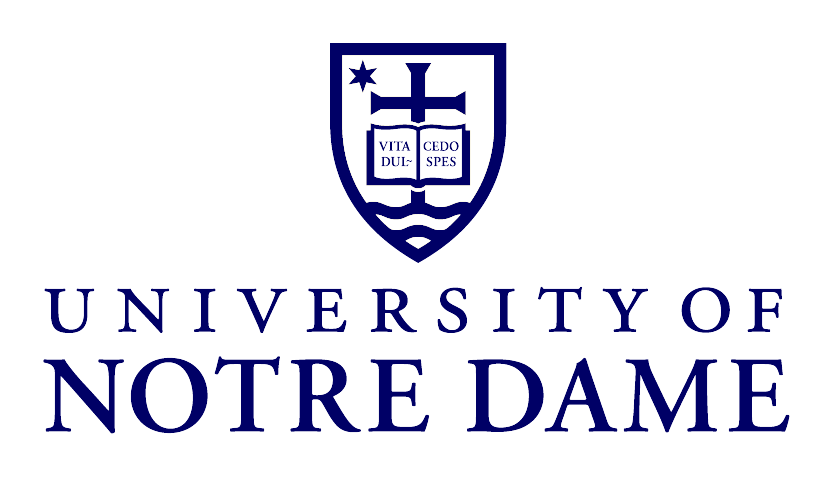 VITA CEDO
DUL~ SPES
UNIVERSITY OF
NOTRE DAME